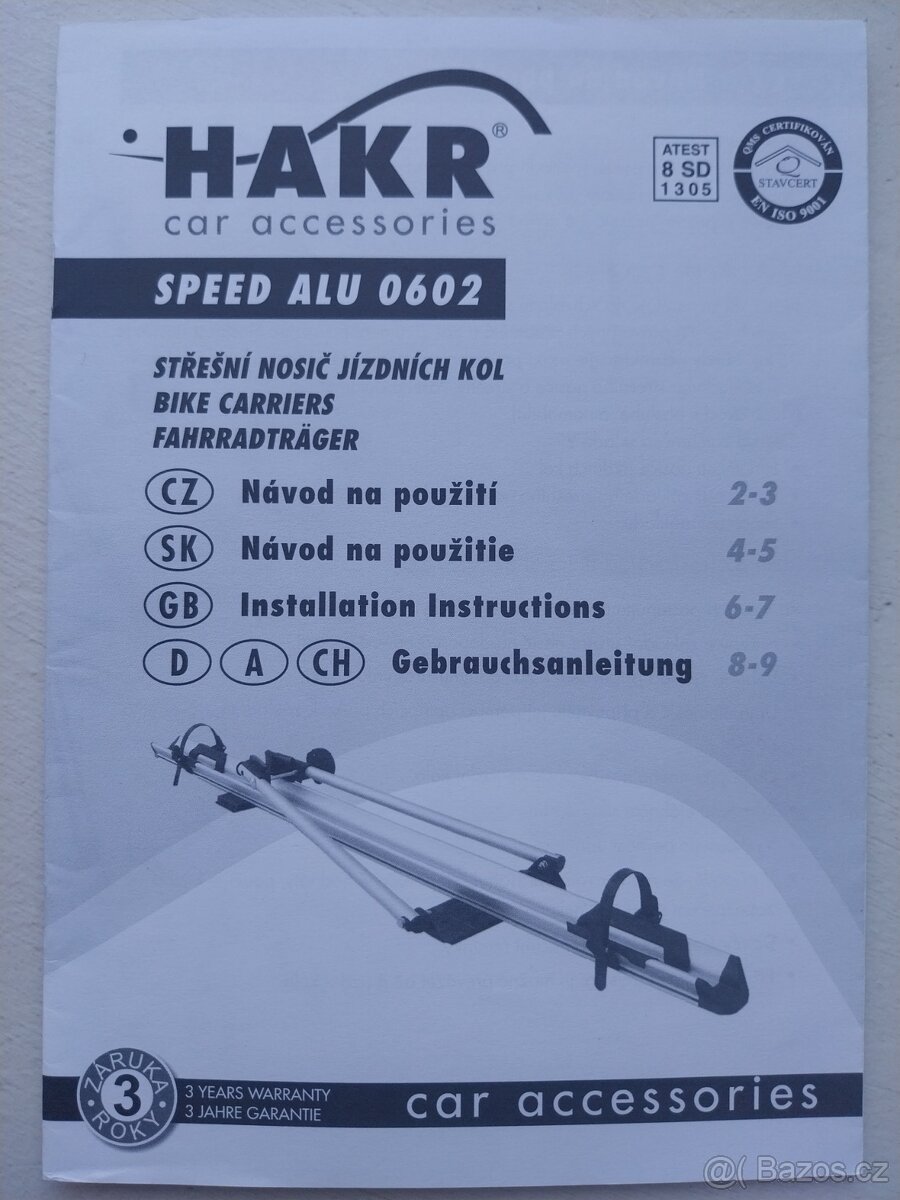 HAKR®
car accessories
ATEST
8 SD
1305
QMS CERTIFIKOVÁN
Q
STAVCERT
EN ISO 9001
SPEED ALU 0602
STŘEŠNÍ NOSIČ JÍZDNÍCH KOL
BIKE CARRIERS
FAHRRADTRÄGER
CZ Návod na použití 2-3
SK Návod na použitie 4-5
GB Installation Instructions 6-7
D A CH Gebrauchsanleitung 8-9
ZÁRUKA
3
ROKY
3 YEARS WARRANTY
3 JAHRE GARANTIE
car accessories
@( Bazos.cz